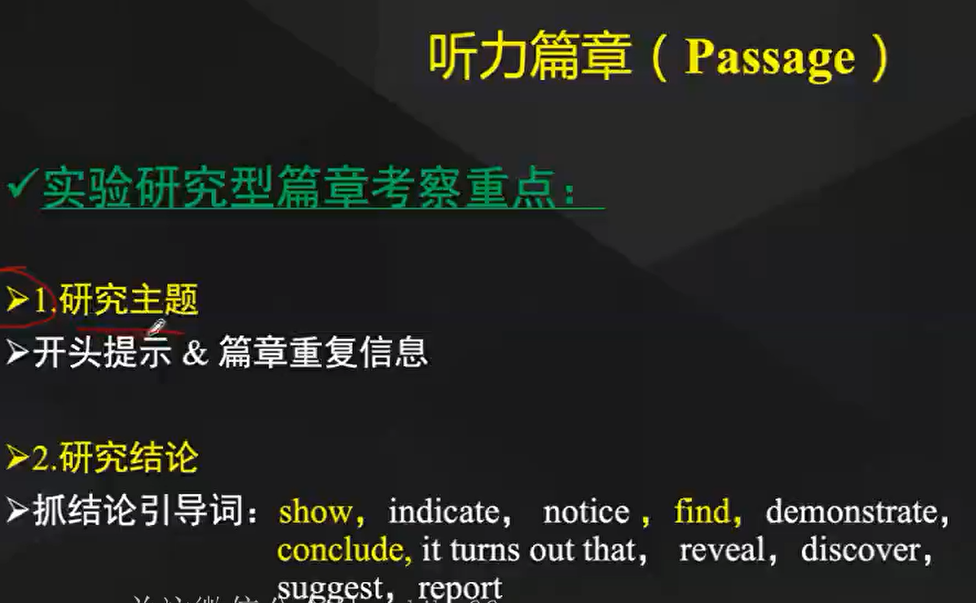 听力篇章（Passage）
✓实验研究型篇章考察重点：
➢1.研究主题
➢开头提示 & 篇章重复信息
➢2.研究结论
➢抓结论引导词：show，indicate，notice，find，demonstrate，
conclude, it turns out that，reveal，discover，
suggest，report